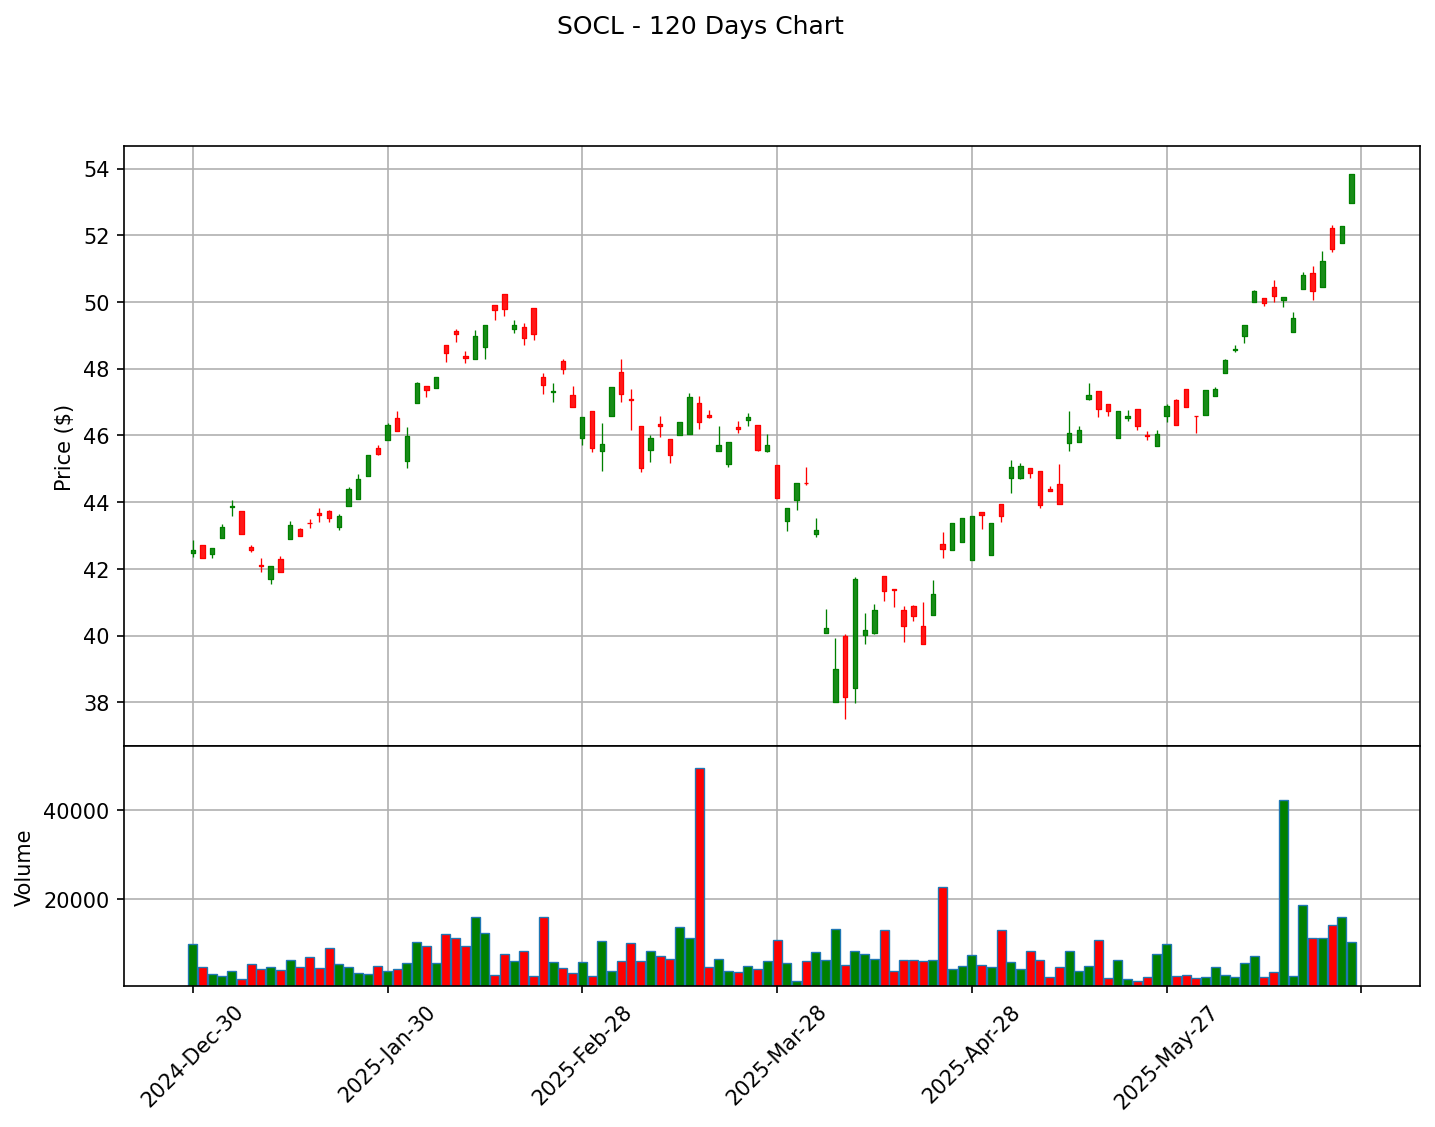 SOCL - 120 Days Chart
54
52
50
48
46
44
42
40
38
Price ($)
40000
20000
Volume
2024-Dec-30
2025-Jan-30
2025-Feb-28
2025-Mar-28
2025-Apr-28
2025-May-27